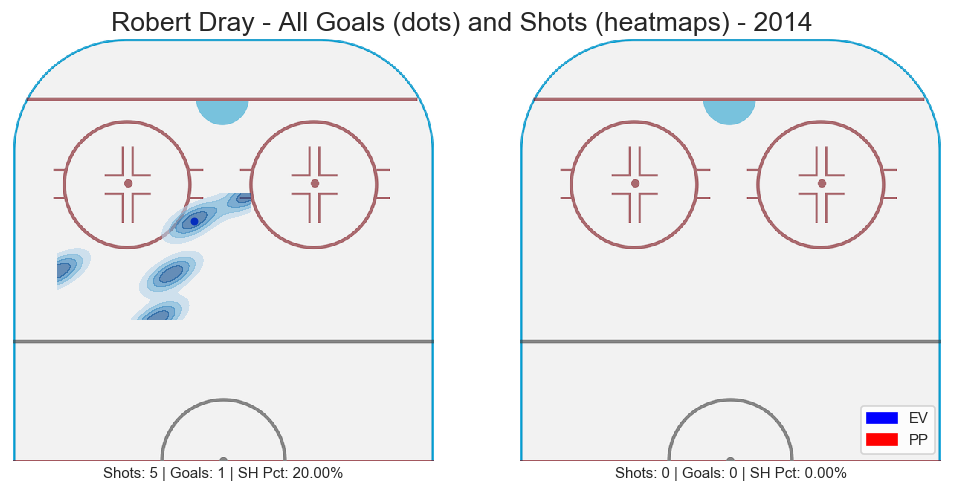 Robert Dray - All Goals (dots) and Shots (heatmaps) - 2014
EV
PP
Shots: 5 | Goals: 1 | SH Pct: 20.00%
Shots: 0 | Goals: 0 | SH Pct: 0.00%